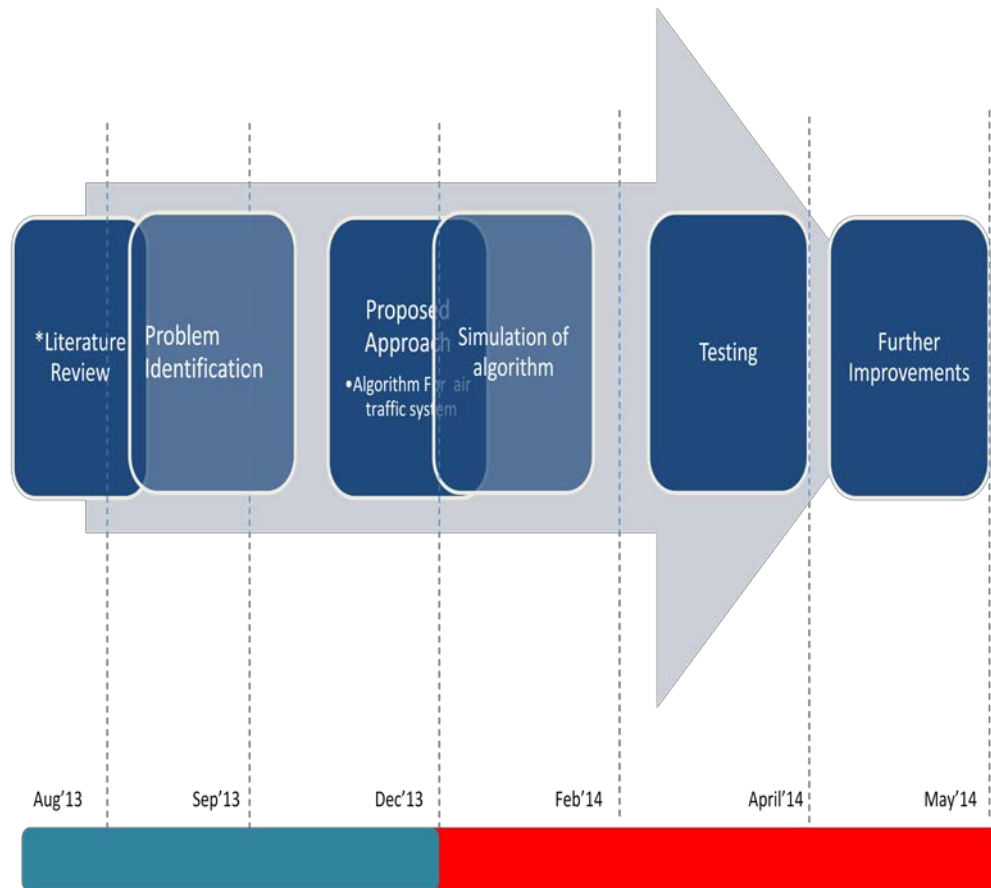 *Literature
Review
Problem
Identification
Proposed
Approach
•Algorithm For air
traffic system
Simulation of
algorithm
Testing
Further
Improvements
Aug'13
Sep'13
Dec'13
Feb'14
April'14
May'14